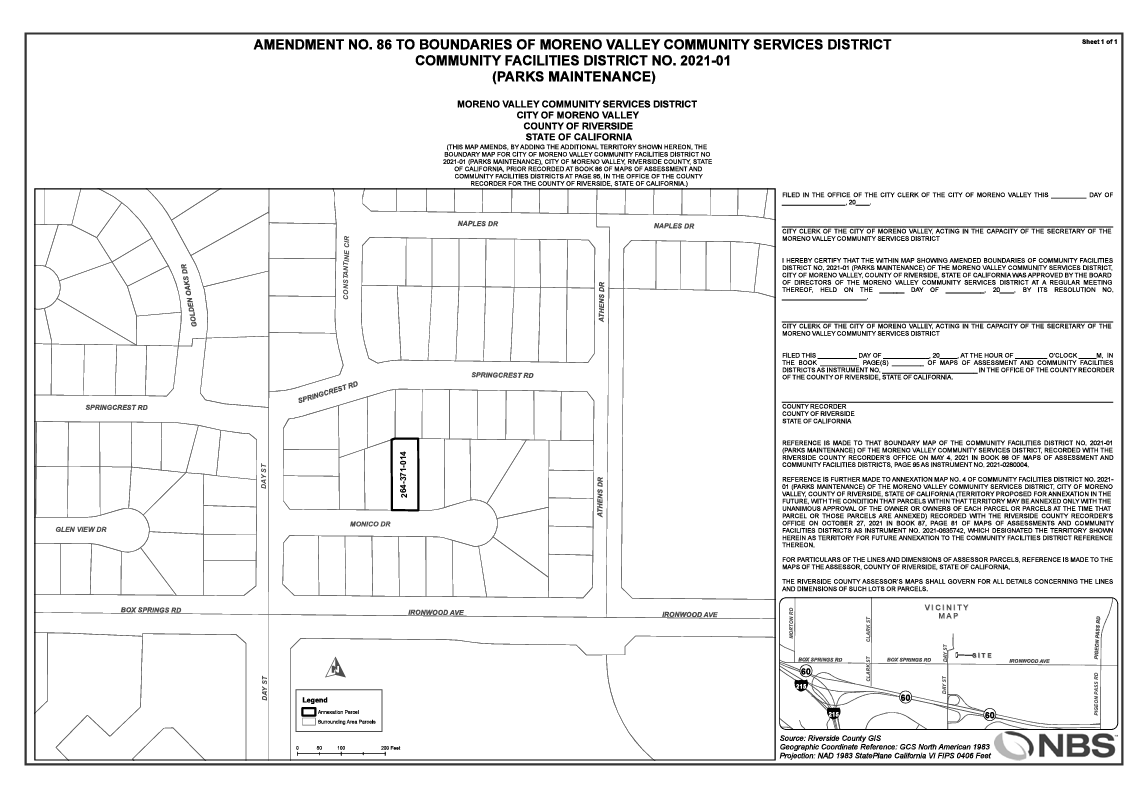 AMENDMENT NO. 86 TO BOUNDARIES OF MORENO VALLEY COMMUNITY SERVICES DISTRICT
COMMUNITY FACILITIES DISTRICT NO. 2021-01
(PARKS MAINTENANCE)
Sheet 1 of 1
MORENO VALLEY COMMUNITY SERVICES DISTRICT
CITY OF MORENO VALLEY
COUNTY OF RIVERSIDE
STATE OF CALIFORNIA
(THIS MAP AMENDS, BY ADDING THE ADDITIONAL TERRITORY SHOWN HEREON, THE
BOUNDARY MAP FOR CITY OF MORENO VALLEY COMMUNITY FACILITIES DISTRICT NO
2021-01 (PARKS MAINTENANCE), CITY OF MORENO VALLEY, RIVERSIDE COUNTY, STATE
OF CALIFORNIA, PRIOR RECORDED AT BOOK 86 OF MAPS OF ASSESSMENT AND
COMMUNITY FACILITIES DISTRICTS AT PAGE 95, IN THE OFFICE OF THE COUNTY
RECORDER FOR THE COUNTY OF RIVERSIDE, STATE OF CALIFORNIA.)
NAPLES DR
NAPLES DR
CONSTANTINE CIR
GOLDEN OAKS DR
ATHENS DR
SPRINGCREST RD
SPRINGCREST RD
SPRINGCREST RD
DAY ST
264-371-014
ATHENS DR
MONICO DR
GLEN VIEW DR
BOX SPRINGS RD
IRONWOOD AVE
IRONWOOD AVE
DAY ST
Legend
Annexation Parcel
Surrounding Area Parcels
0 50 100 200 Feet
FILED IN THE OFFICE OF THE CITY CLERK OF THE CITY OF MORENO VALLEY THIS ________ DAY OF
______________, 20____.
CITY CLERK OF THE CITY OF MORENO VALLEY, ACTING IN THE CAPACITY OF THE SECRETARY OF THE
MORENO VALLEY COMMUNITY SERVICES DISTRICT
I HEREBY CERTIFY THAT THE WITHIN MAP SHOWING AMENDED BOUNDARIES OF COMMUNITY FACILITIES
DISTRICT NO. 2021-01 (PARKS MAINTENANCE) OF THE MORENO VALLEY COMMUNITY SERVICES DISTRICT,
CITY OF MORENO VALLEY, COUNTY OF RIVERSIDE, STATE OF CALIFORNIA WAS APPROVED BY THE BOARD
OF DIRECTORS OF THE MORENO VALLEY COMMUNITY SERVICES DISTRICT AT A REGULAR MEETING
THEREOF, HELD ON THE ______ DAY OF _________, 20____, BY ITS RESOLUTION NO.
__________________.
CITY CLERK OF THE CITY OF MORENO VALLEY, ACTING IN THE CAPACITY OF THE SECRETARY OF THE
MORENO VALLEY COMMUNITY SERVICES DISTRICT
FILED THIS _________ DAY OF ___________, 20____, AT THE HOUR OF ________ O'CLOCK ____M, IN
THE BOOK _________, PAGE(S) ________ OF MAPS OF ASSESSMENT AND COMMUNITY FACILITIES
DISTRICTS AS INSTRUMENT NO. ______________________ IN THE OFFICE OF THE COUNTY RECORDER
OF THE COUNTY OF RIVERSIDE, STATE OF CALIFORNIA.
COUNTY RECORDER
COUNTY OF RIVERSIDE
STATE OF CALIFORNIA
REFERENCE IS MADE TO THAT BOUNDARY MAP OF THE COMMUNITY FACILITIES DISTRICT NO. 2021-01
(PARKS MAINTENANCE) OF THE MORENO VALLEY COMMUNITY SERVICES DISTRICT, RECORDED WITH THE
RIVERSIDE COUNTY RECORDER'S OFFICE ON MAY 4, 2021 IN BOOK 86 OF MAPS OF ASSESSMENT AND
COMMUNITY FACILITIES DISTRICTS, PAGE 95 AS INSTRUMENT NO. 2021-0280004.
REFERENCE IS FURTHER MADE TO ANNEXATION MAP NO. 4 OF COMMUNITY FACILITIES DISTRICT NO. 2021-
01 (PARKS MAINTENANCE) OF THE MORENO VALLEY COMMUNITY SERVICES DISTRICT, CITY OF MORENO
VALLEY, COUNTY OF RIVERSIDE, STATE OF CALIFORNIA (TERRITORY PROPOSED FOR ANNEXATION IN THE
FUTURE, WITH THE CONDITION THAT PARCELS WITHIN THAT TERRITORY MAY BE ANNEXED ONLY WITH THE
UNANIMOUS APPROVAL OF THE OWNER OR OWNERS OF EACH PARCEL OR PARCELS AT THE TIME THAT
PARCEL OR THOSE PARCELS ARE ANNEXED) RECORDED WITH THE RIVERSIDE COUNTY RECORDER'S
OFFICE ON OCTOBER 27, 2021 IN BOOK 87, PAGE 81 OF MAPS OF ASSESSMENTS AND COMMUNITY
FACILITIES DISTRICTS AS INSTRUMENT NO. 2021-0635742, WHICH DESIGNATED THE TERRITORY SHOWN
HEREIN AS TERRITORY FOR FUTURE ANNEXATION TO THE COMMUNITY FACILITIES DISTRICT REFERENCE
THEREON.
FOR PARTICULARS OF THE LINES AND DIMENSIONS OF ASSESSOR PARCELS, REFERENCE IS MADE TO THE
MAPS OF THE ASSESSOR, COUNTY OF RIVERSIDE, STATE OF CALIFORNIA.
THE RIVERSIDE COUNTY ASSESSOR'S MAPS SHALL GOVERN FOR ALL DETAILS CONCERNING THE LINES
AND DIMENSIONS OF SUCH LOTS OR PARCELS.
VICINITY
MAP
MORTON RD
CLARK ST
PIGEON PASS RD
DAY ST
SITE
BOX SPRINGS RD
BOX SPRINGS RD
IRONWOOD AVE
CLARK ST
DAY ST
PIGEON PASS RD
60
215
60
215
60
Source: Riverside County GIS
Geographic Coordinate Reference: GCS North American 1983
Projection: NAD 1983 StatePlane California VI FIPS 0406 Feet
NBS